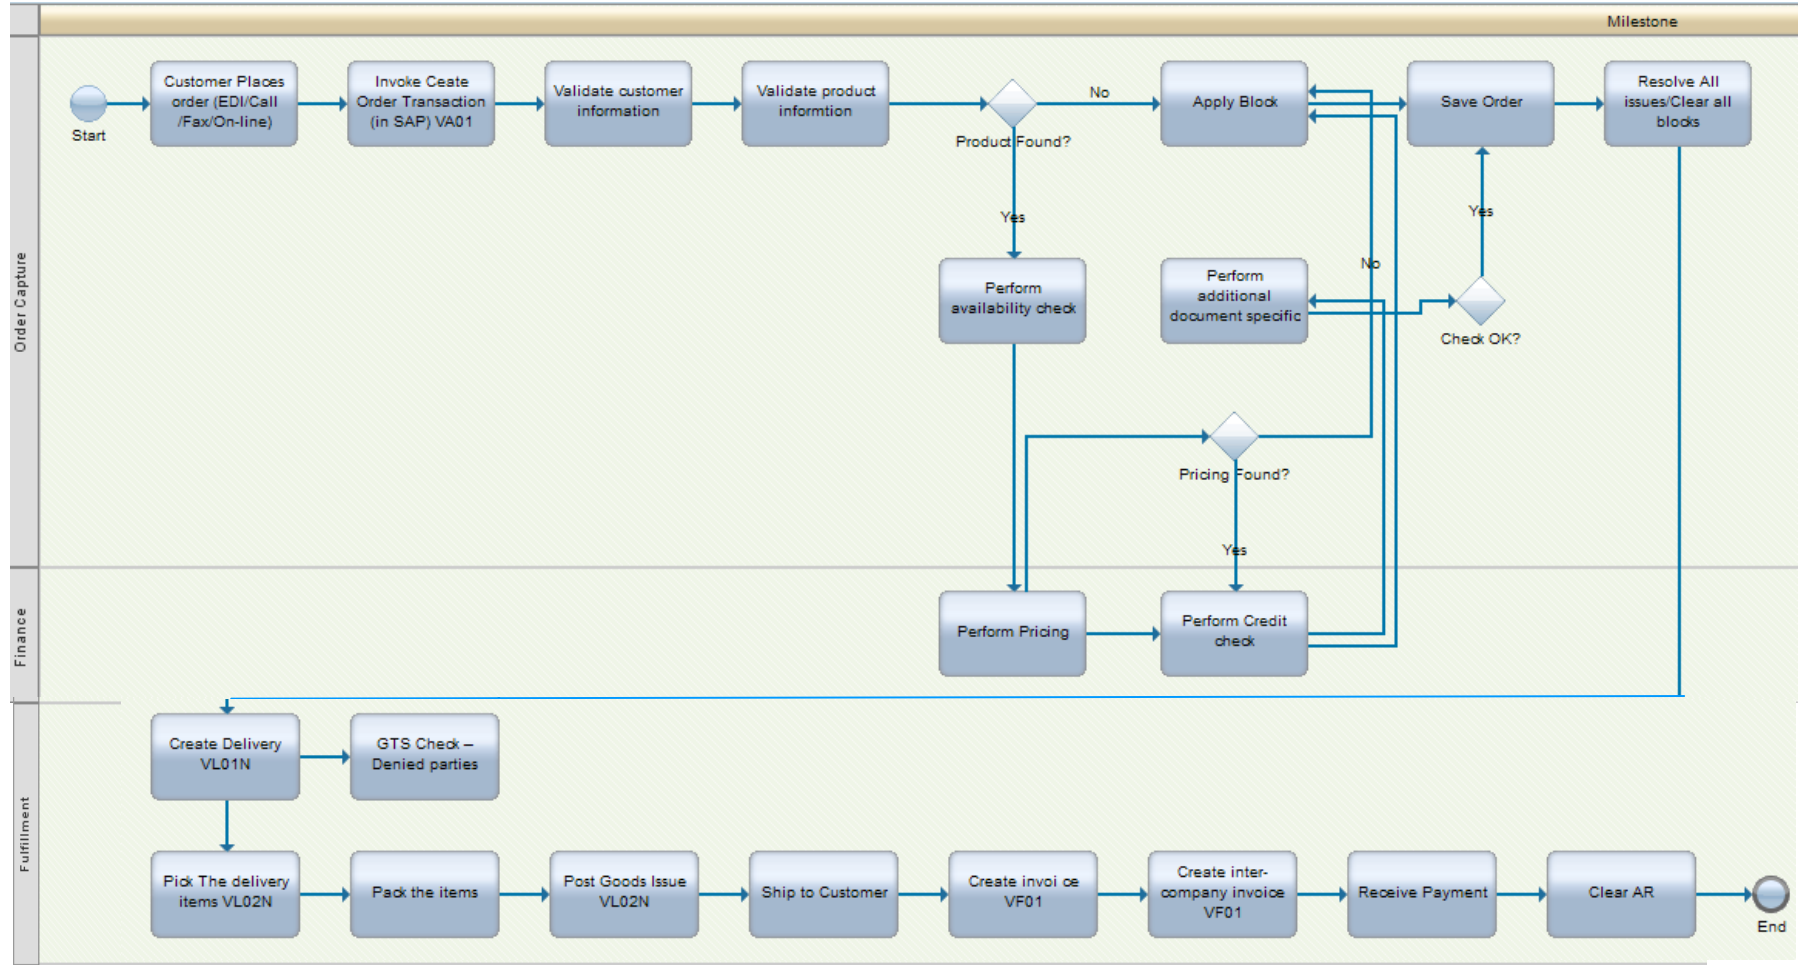 Milestone
Order Capture
Start
Customer Places
order (EDI/Call
/Fax/On-line)
Invoke Ceate
Order Transaction
(in SAP) VA01
Validate customer
information
Validate product
informtion
Product Found?
No
Apply Block
Save Order
Resolve All
issues/Clear all
blocks
Yes
Yes
No
Perform
availability check
Perform
additional
document specific
Check OK?
Pricing Found?
Yes
Finance
Perform Pricing
Perform Credit
check
Fulfillment
Create Delivery
VL01N
GTS Check –
Denied parties
Pick The delivery
items VL02N
Pack the items
Post Goods Issue
VL02N
Ship to Customer
Create invoi ce
VF01
Create inter-
company invoice
VF01
Receive Payment
Clear AR
End